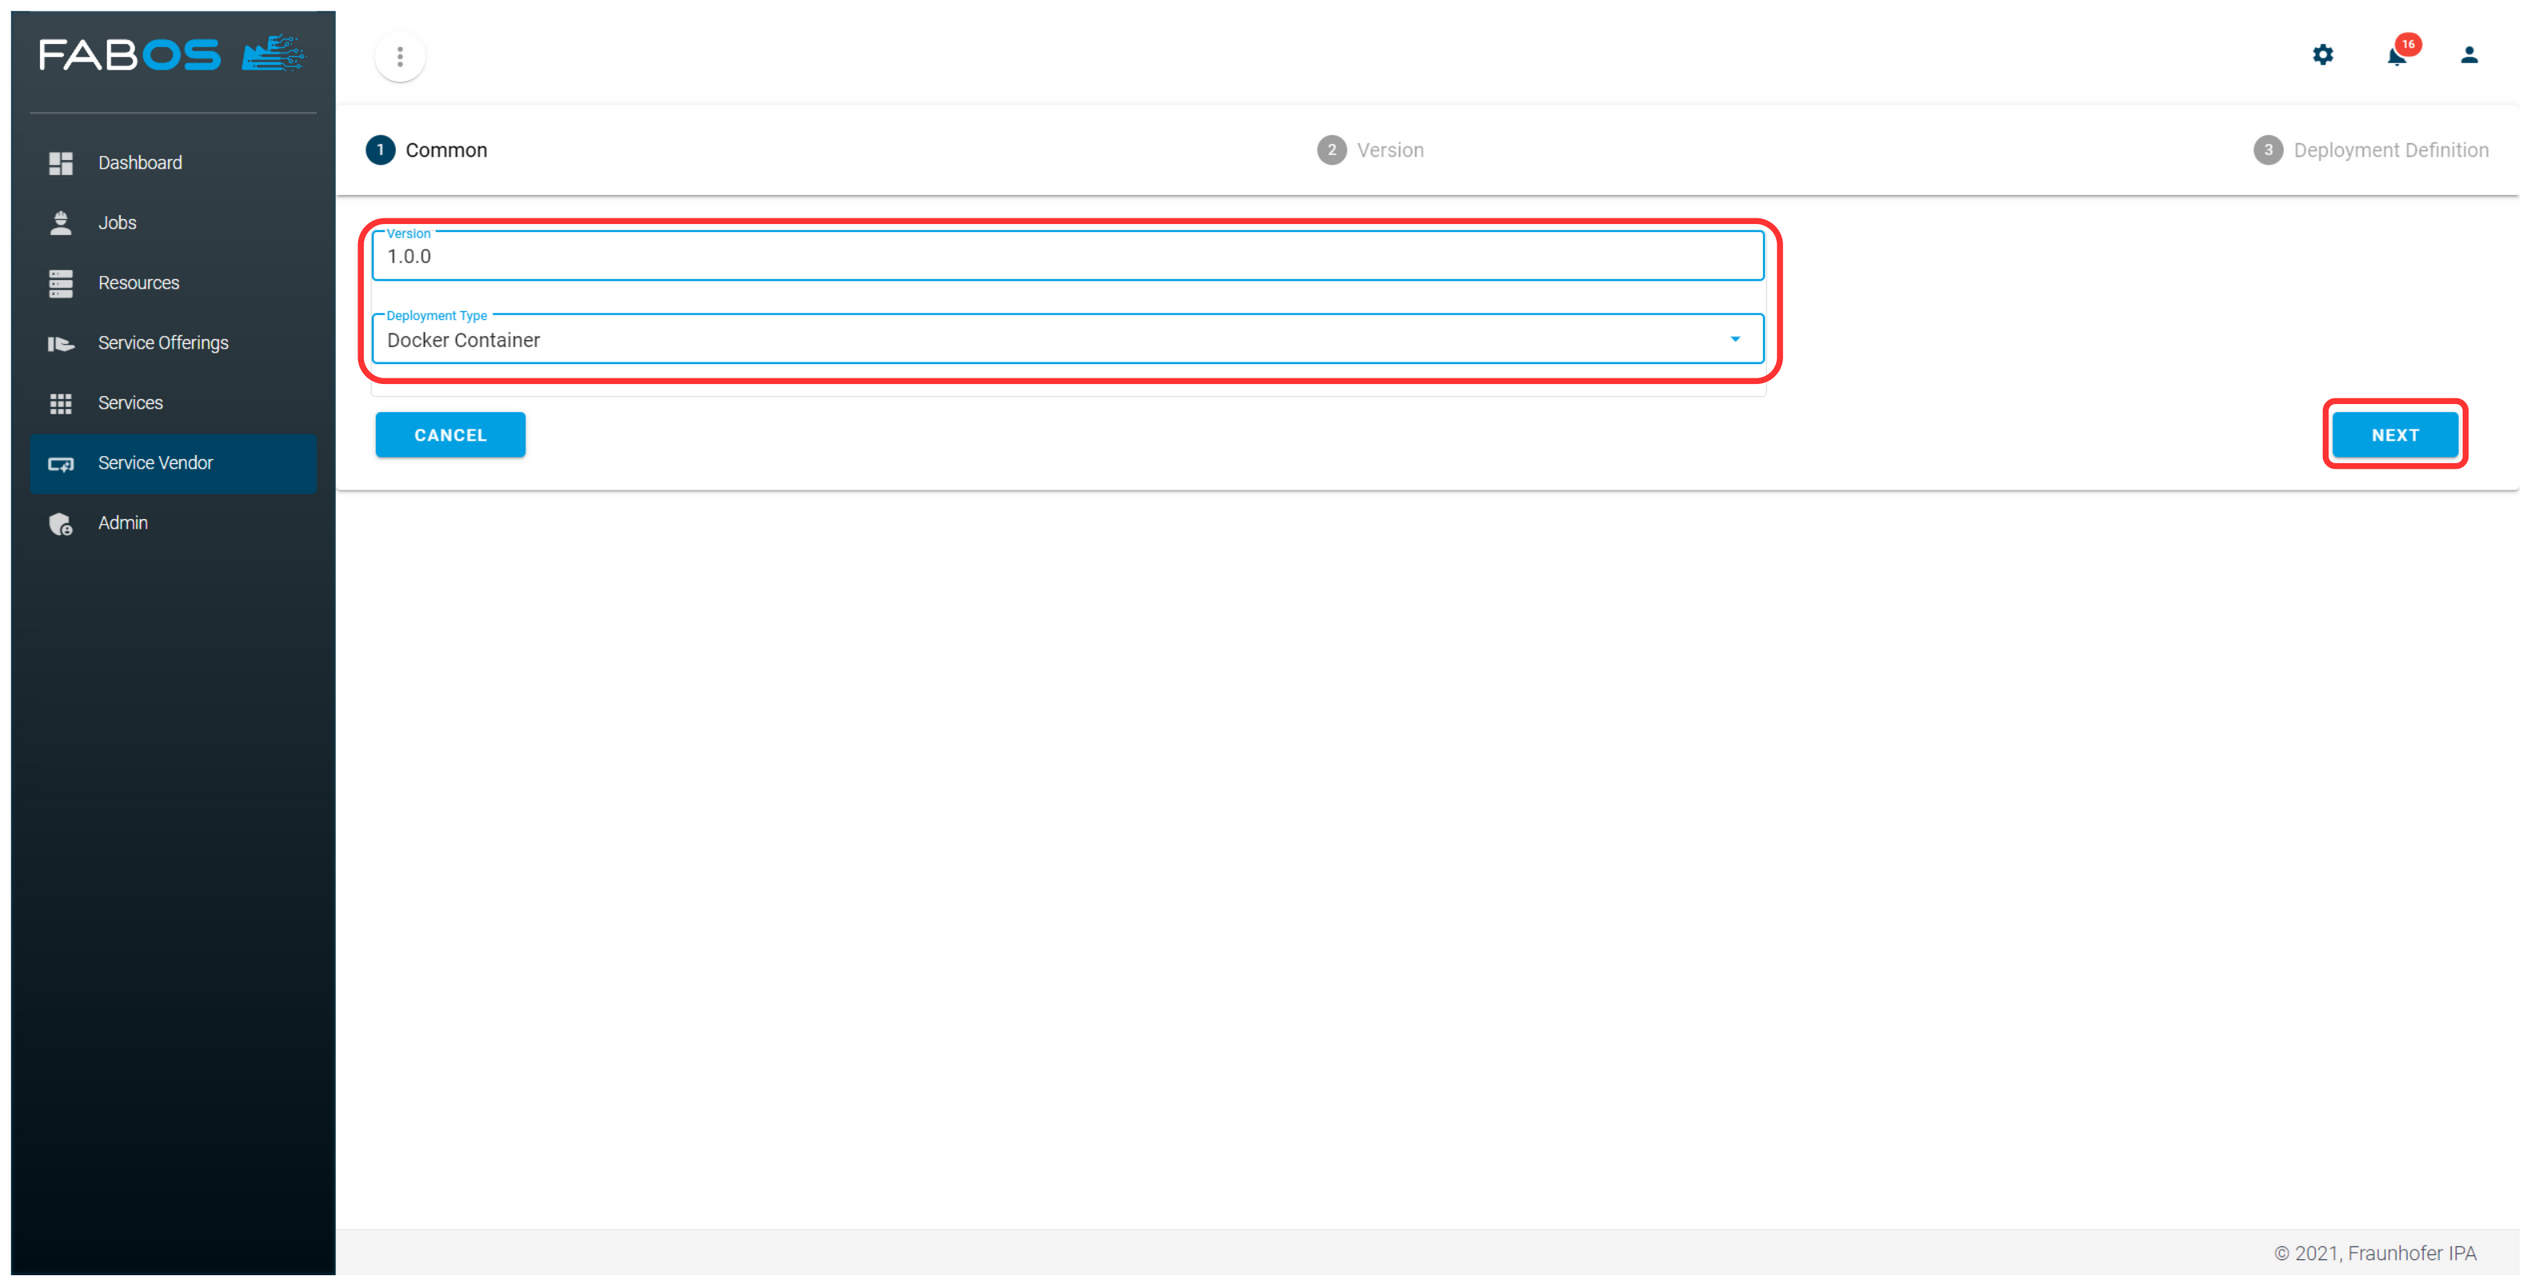 FABOS
16
1 Common
2 Version
3 Deployment Definition
Dashboard
Jobs
Resources
Service Offerings
Services
Service Vendor
Admin
Version
1.0.0
Deployment Type
Docker Container
CANCEL
NEXT
© 2021, Fraunhofer IPA